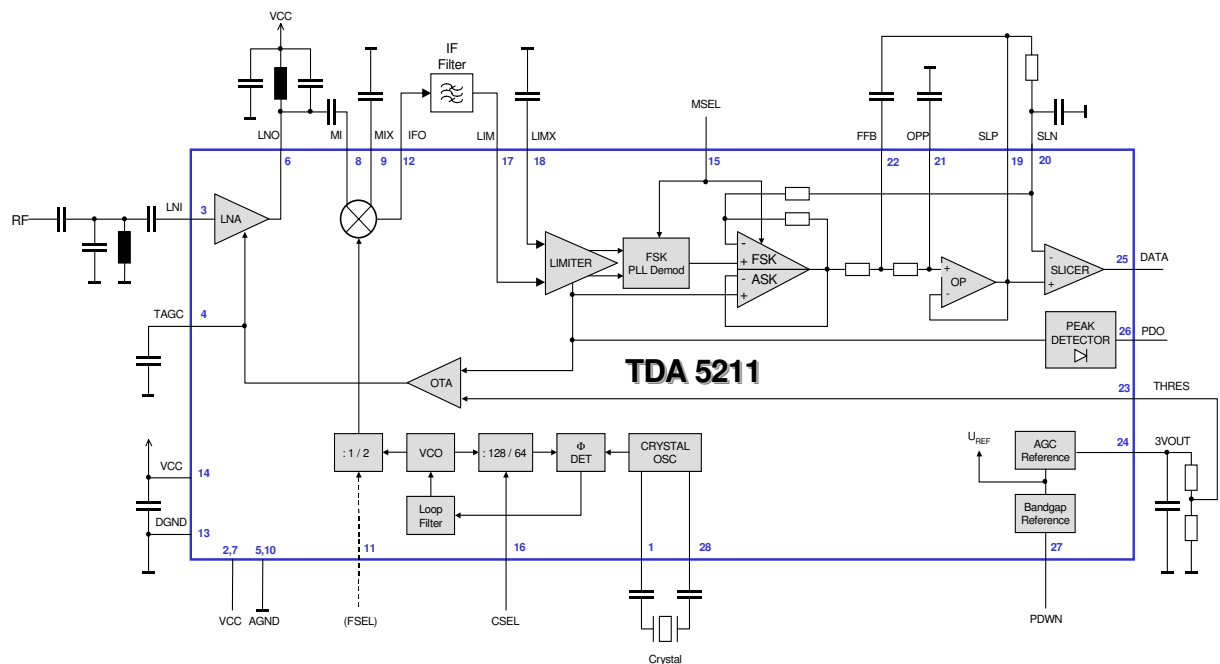 VCC
IF
Filter
MSEL
LNO
MI
MIX
IFO
LIM
LIMX
FFB
OPP
SLP
SLN
6
8
9
12
17
18
15
22
21
19
20
RF
LNI
3
LNA
LIMITER
FSK
PLL Demod
-
+ FSK
- ASK
+
+
-
OP
-
+
SLICER
25
DATA
TAGC
4
OTA
TDA 5211
PEAK
DETECTOR
26
PDO
23
THRES
: 1 / 2
VCO
: 128 / 64
Φ
DET
CRYSTAL
OSC
UREF
AGC
Reference
24
3VOUT
VCC
14
Loop
Filter
Bandgap
Reference
DGND
13
2,7
5,10
11
16
1
28
27
VCC
AGND
(FSEL)
CSEL
PDWN
Crystal